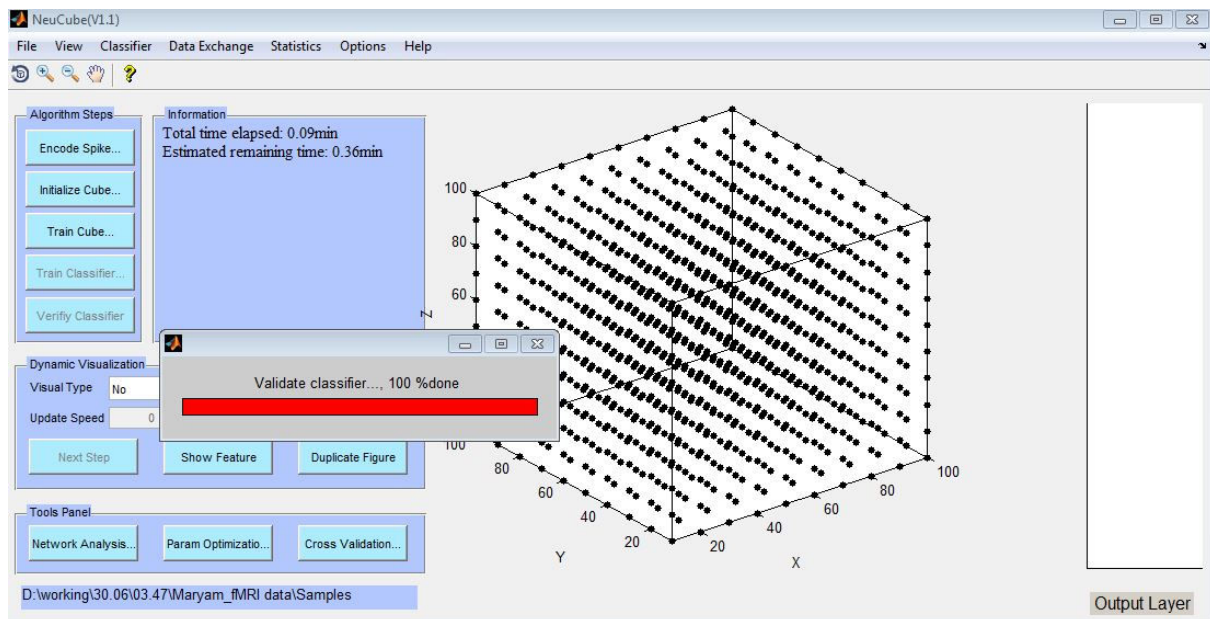 NeuCube(V1.1)
File View Classifier Data Exchange Statistics Options Help
Algorithm Steps
Encode Spike...
Initialize Cube...
Train Cube...
Train Classifier...
Verifiy Classifier
Information
Total time elapsed: 0.09min
Estimated remaining time: 0.36min
Validate classifier..., 100 %done
Dynamic Visualization
Visual Type No
Update Speed 0
Next Step
Show Feature
Duplicate Figure
Tools Panel
Network Analysis...
Param Optimizatio...
Cross Validation...
D:\working\30.06\03.47\Maryam_fMRI data\Samples
100
80
60
Z
100
80
60
40
20
Y
20
40
60
80
100
X
Output Layer